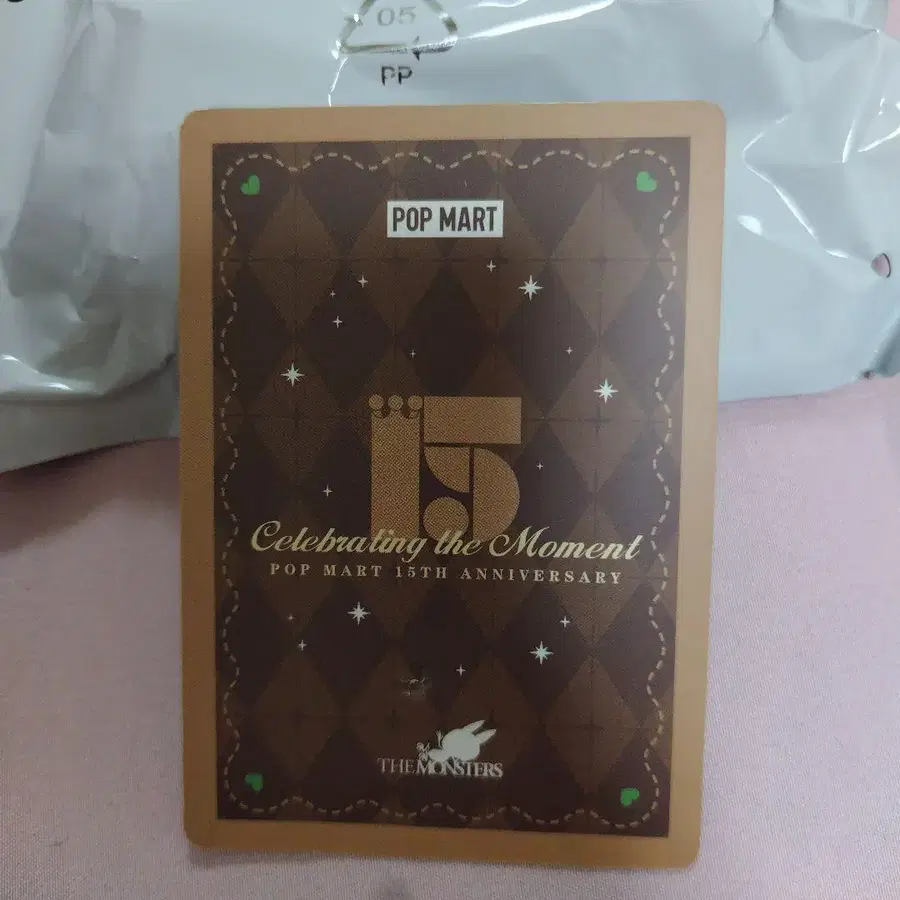 05
PP
POP MART
15
Celebrating the Moment
POP MART 15TH ANNIVERSARY
THE MONSTERS